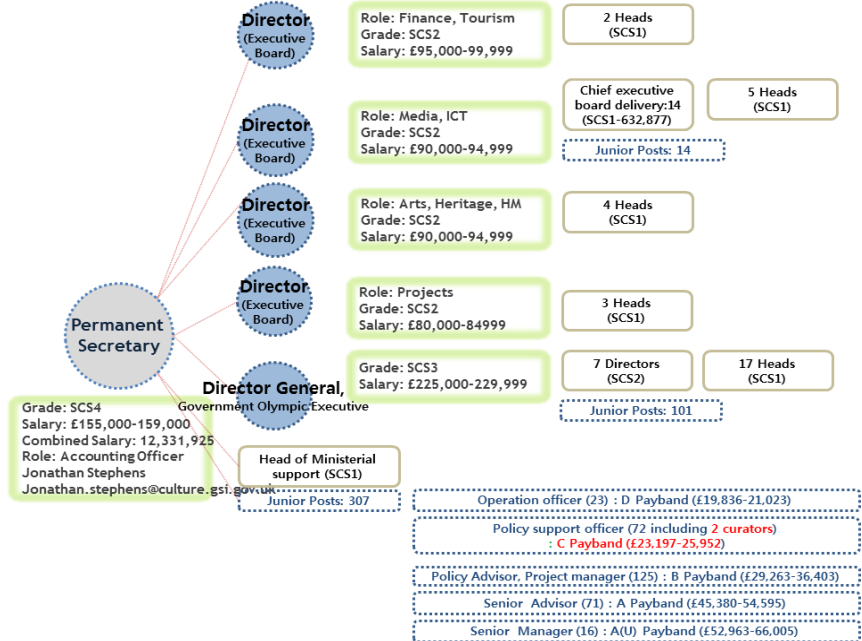 Director
(Executive
Board)
Role: Finance, Tourism
Grade: SCS2
Salary: £95,000-99,999
2 Heads
(SCS1)
Director
(Executive
Board)
Role: Media, ICT
Grade: SCS2
Salary: £90,000-94,999
Chief executive
board delivery:14
(SCS1-632,877)
5 Heads
(SCS1)
Junior Posts: 14
Director
(Executive
Board)
Role: Arts, Heritage, HM
Grade: SCS2
Salary: £90,000-94,999
4 Heads
(SCS1)
Director
(Executive
Board)
Role: Projects
Grade: SCS2
Salary: £80,000-84999
3 Heads
(SCS1)
Permanent
Secretary
Director General,
Government Olympic Executive
Grade: SCS3
Salary: £225,000-229,999
7 Directors
(SCS2)
17 Heads
(SCS1)
Junior Posts: 101
Grade: SCS4
Salary: £155,000-159,000
Combined Salary: 12,331,925
Role: Accounting Officer
Jonathan Stephens
Jonathan.stephens@culture.gsi.gov.uk
Head of Ministerial
support (SCS1)
Junior Posts: 307
Operation officer (23) : D Payband (£19,836-21,023)
Policy support officer (72 including 2 curators)
: C Payband (£23,197-25,952)
Policy Advisor, Project manager (125) : B Payband (£29,263-36,403)
Senior Advisor (71) : A Payband (£45,380-54,595)
Senior Manager (16) : A(U) Payband (£52,963-66,005)